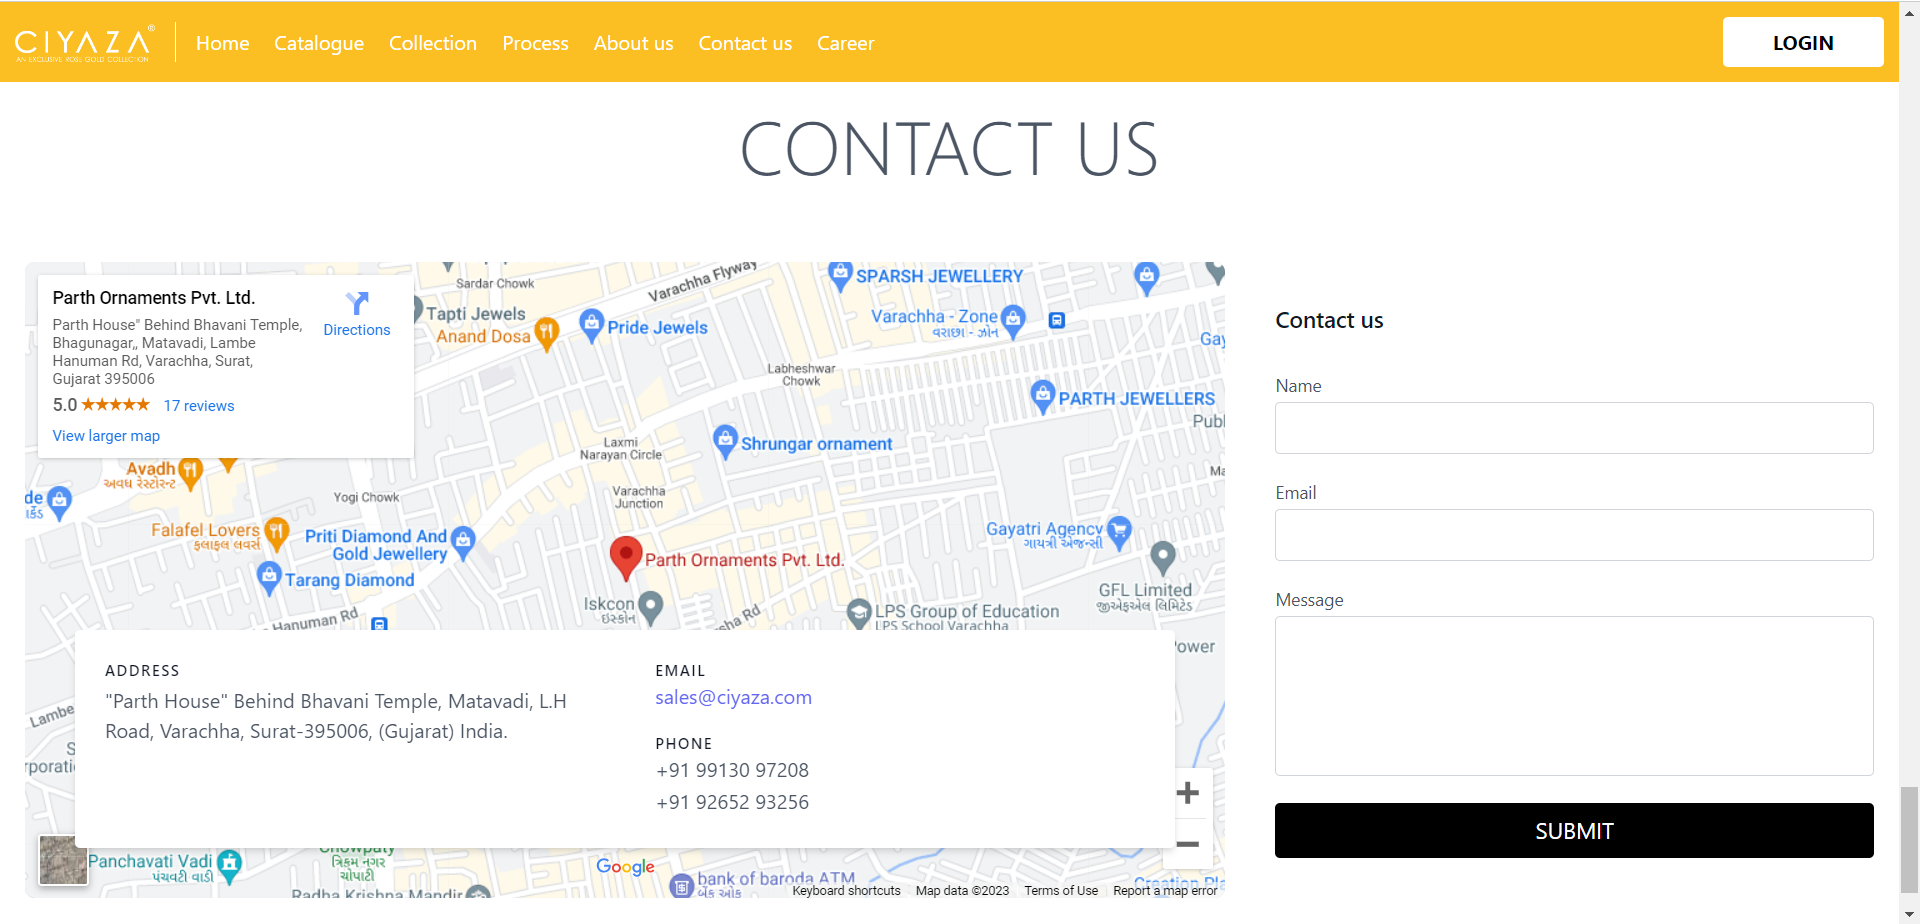 CIYAZA®
AN EXCLUSIVE ROSE GOLD COLLECTION
Home
Catalogue
Collection
Process
About us
Contact us
Career
LOGIN
CONTACT US
Parth Ornaments Pvt. Ltd.
Parth House" Behind Bhavani Temple,
Bhagunagar,, Matavadi, Lambe
Hanuman Rd, Varachha, Surat,
Gujarat 395006
5.0
17 reviews
View larger map
Directions
Sardar Chowk
Varachha Flyway
SPARSH JEWELLERY
Tapti Jewels
Anand Dosa
Pride Jewels
Varachha - Zone
વરાછા - ઝોન
Labheshwar
Chowk
PARTH JEWELLERS
Shrungar ornament
Laxmi
Narayan Circle
Avadh
અવધ રેસ્ટોરન્ટ
Yogi Chowk
Varachha
Junction
Falafel Lovers
ફલાફલ લવર્સ
Priti Diamond And
Gold Jewellery
Gayatri Agency
ગાયત્રી એજન્સી
Parth Ornaments Pvt. Ltd.
Tarang Diamond
GFL Limited
જીએફએલ લિમિટેડ
Iskcon
ઇસ્કોન
LPS Group of Education
LPS School Varachha
Hanuman Rd
sha Rd
ower
Lambe
ADDRESS
"Parth House" Behind Bhavani Temple, Matavadi, L.H
Road, Varachha, Surat-395006, (Gujarat) India.
EMAIL
sales@ciyaza.com
PHONE
+91 99130 97208
+91 92652 93256
Panchavati Vadi
પંચવટી વાડી
ત્રિકમ નગર
ચોપાટી
Radha Krishna Mandir
Google
bank of baroda ATM
બેંક ઓફ
Creation Pla
Keyboard shortcuts
Map data ©2023
Terms of Use
Report a map error
Contact us
Name
Email
Message
SUBMIT